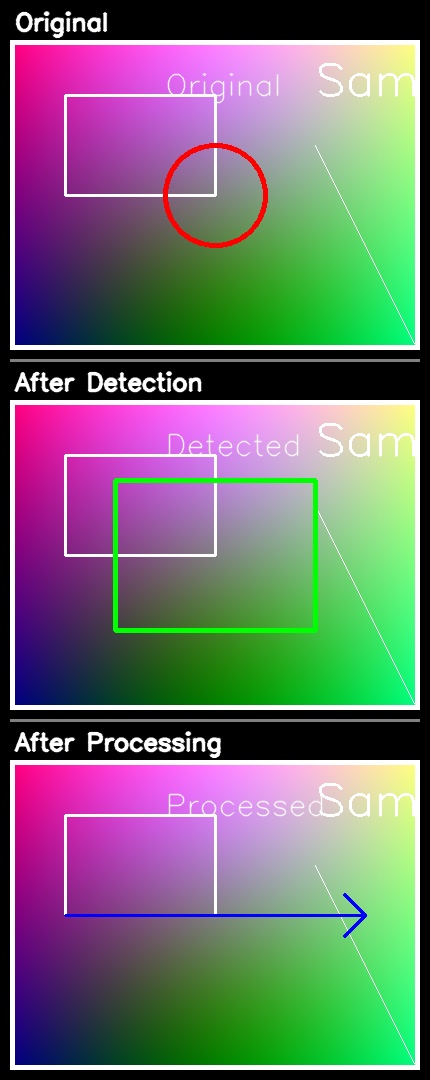 Original
Original Sam
After Detection
Detected Sam
After Processing
Processed Sam